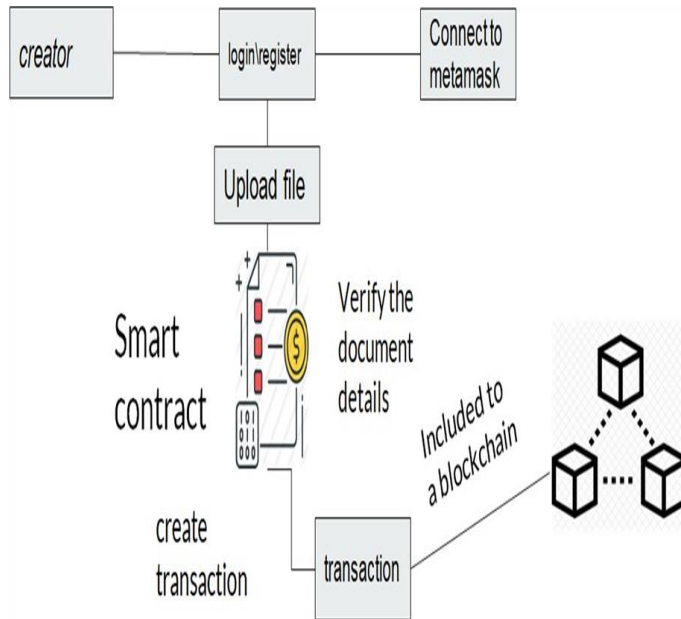 creator
login\register
Connect to
metamask
Upload file
Smart
contract
$
Verify the
document
details
Included to
a blockchain
create
transaction
transaction